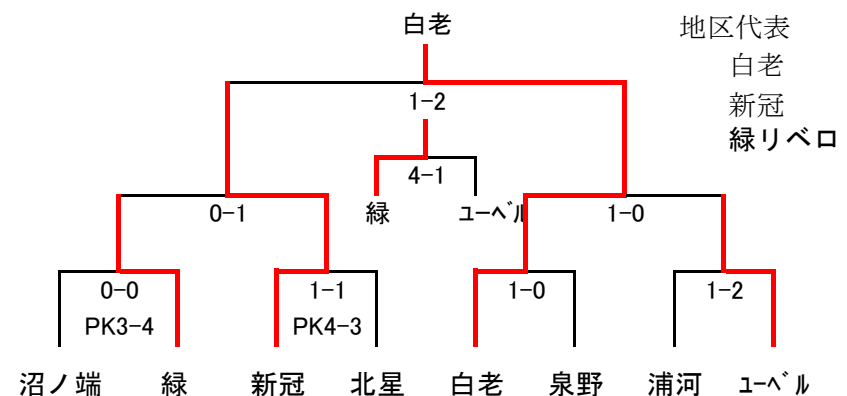 白老
地区代表
白老
新冠
緑リベロ
1-2
4-1
緑
ユーベル
0-1
1-0
0-0
PK3-4
1-1
PK4-3
1-0
1-2
沼ノ端 緑 新冠 北星 白老 泉野 浦河 ユーベル